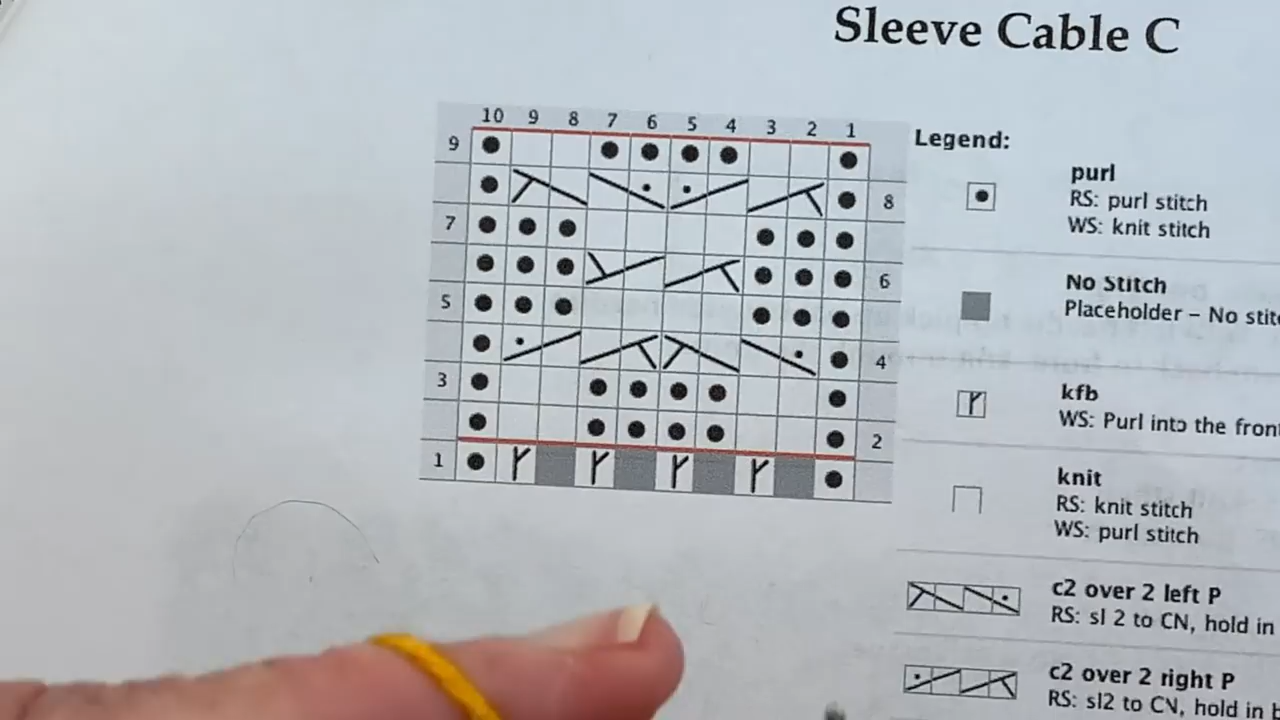 Sleeve Cable C
10 9 8 7 6 5 4 3 2 1
9
8
7
6
5
4
3
2
1
Legend:
purl
RS: purl stitch
WS: knit stitch
No Stitch
Placeholder – No
kfb
WS: Purl into the
knit
RS: knit stitch
WS: purl stitch
c2 over 2 left P
RS: sl 2 to CN, hold in
c2 over 2 right P
RS: sl2 to CN, hold in